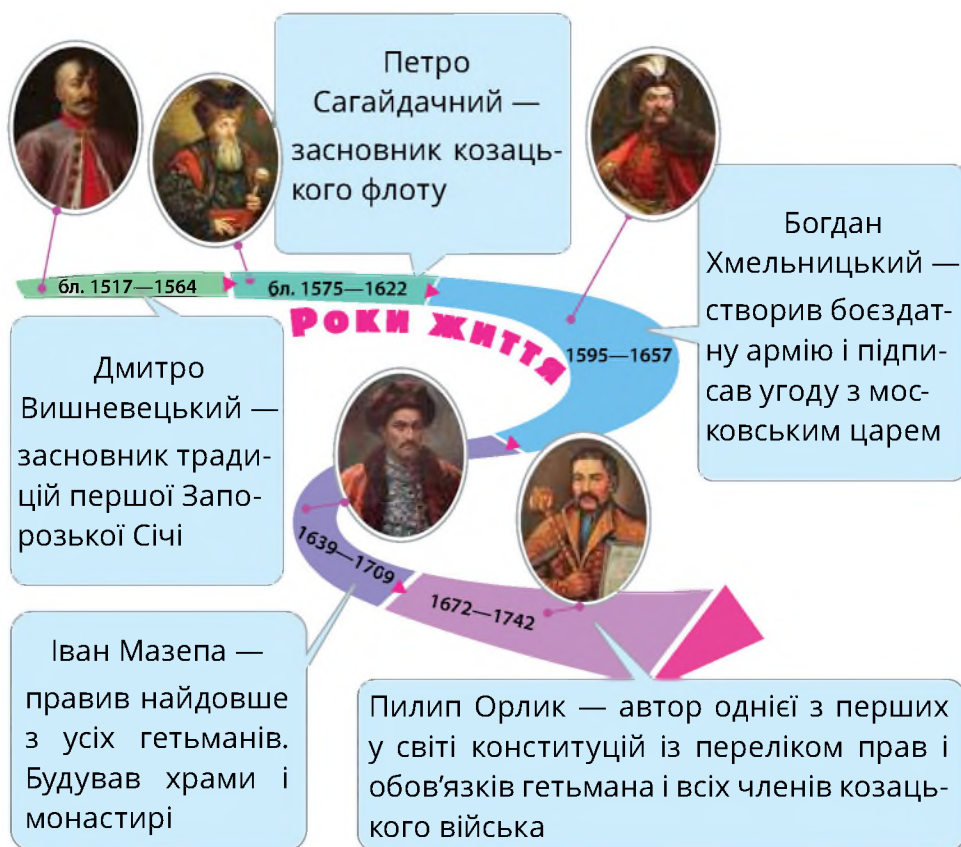 Петро
Сагайдачний —
засновник козаць-
кого флоту
Богдан
Хмельницький —
створив боєздат-
ну армію і підпи-
сав угоду з мос-
ковським царем
бл. 1517—1564
бл. 1575—1622
1595—1657
РОКИ ЖИТТЯ
Дмитро
Вишневецький —
засновник тради-
цій першої Запо-
розької Січі
1639—1709
1672—1742
Іван Мазепа —
правив найдовше
з усіх гетьманів.
Будував храми і
монастирі
Пилип Орлик — автор однієї з перших
у світі конституцій із переліком прав і
обов’язків гетьмана і всіх членів козаць-
кого війська